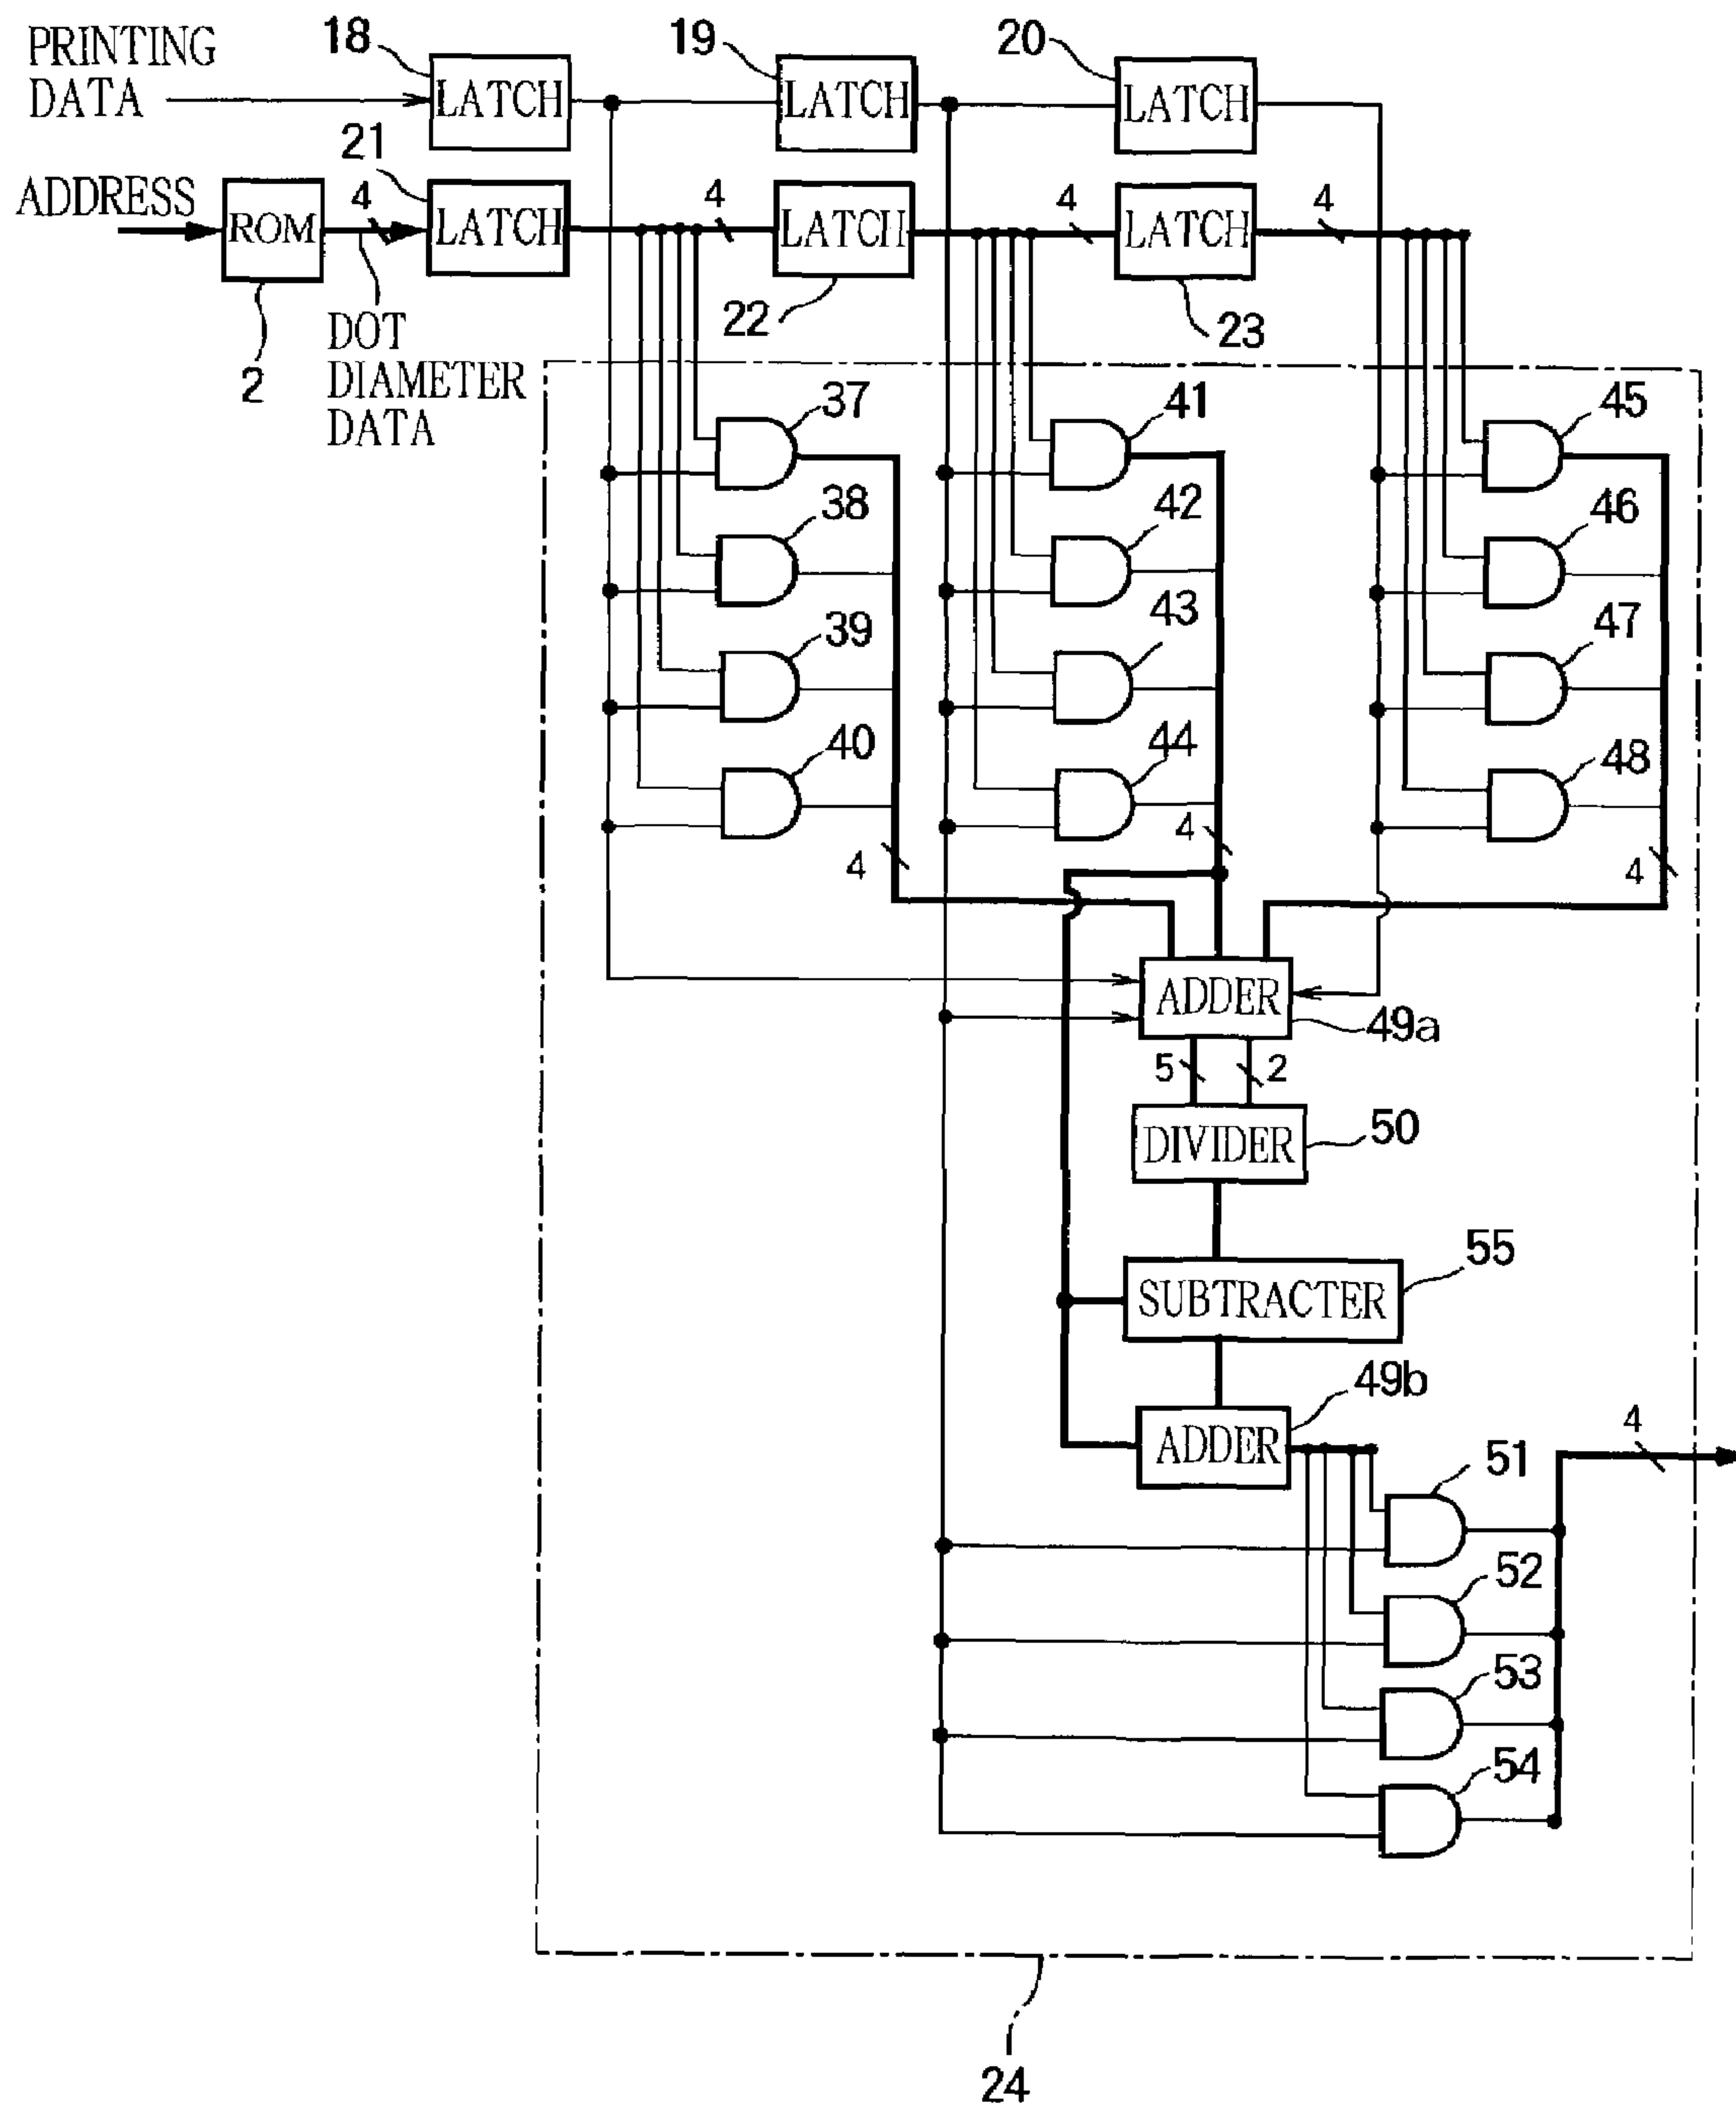 PRINTING
DATA
18
LATCH
19
LATCH
20
LATCH
ADDRESS
ROM
2
4
21
LATCH
4
LATCH
22
4
LATCH
23
4
DOT
DIAMETER
DATA
37
41
45
38
42
46
39
43
47
40
44
48
4
4
4
ADDER
49a
5
2
DIVIDER
50
SUBTRACTER
55
ADDER
49b
4
51
52
53
54
24